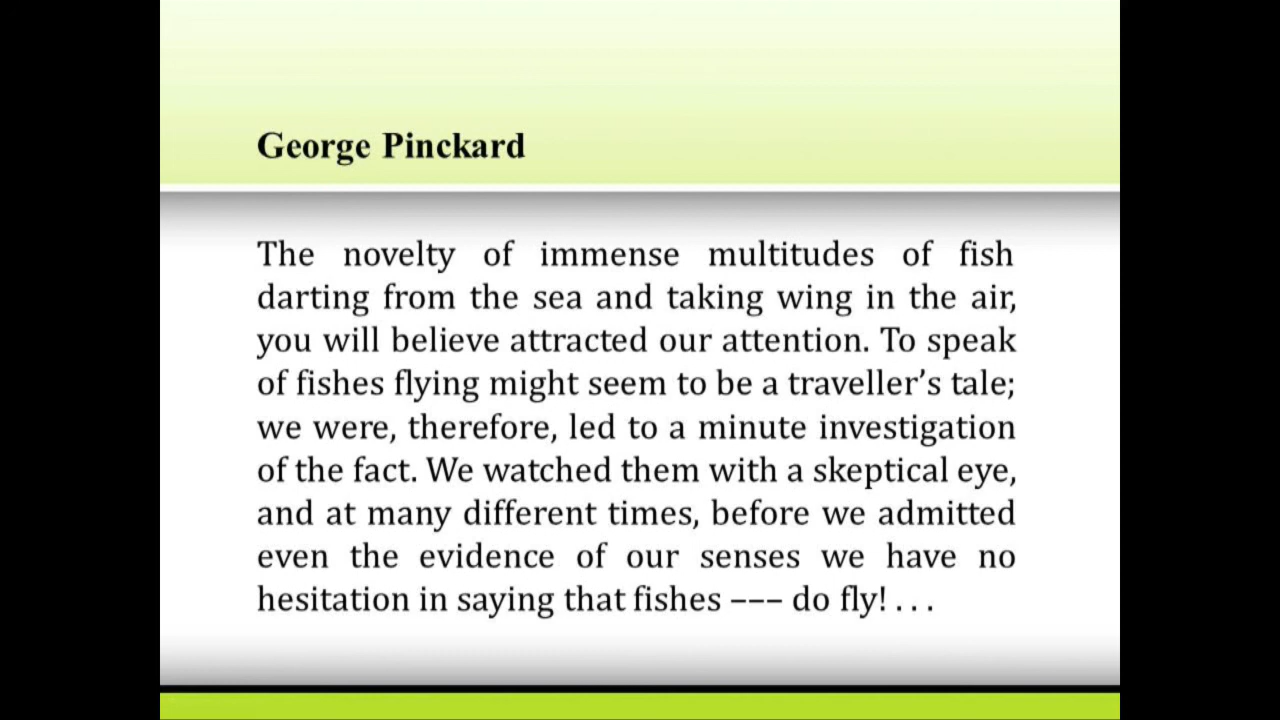 George Pinckard
The novelty of immense multitudes of fish
darting from the sea and taking wing in the air,
you will believe attracted our attention. To speak
of fishes flying might seem to be a traveller’s tale;
we were, therefore, led to a minute investigation
of the fact. We watched them with a skeptical eye,
and at many different times, before we admitted
even the evidence of our senses we have no
hesitation in saying that fishes ––– do fly! . . .